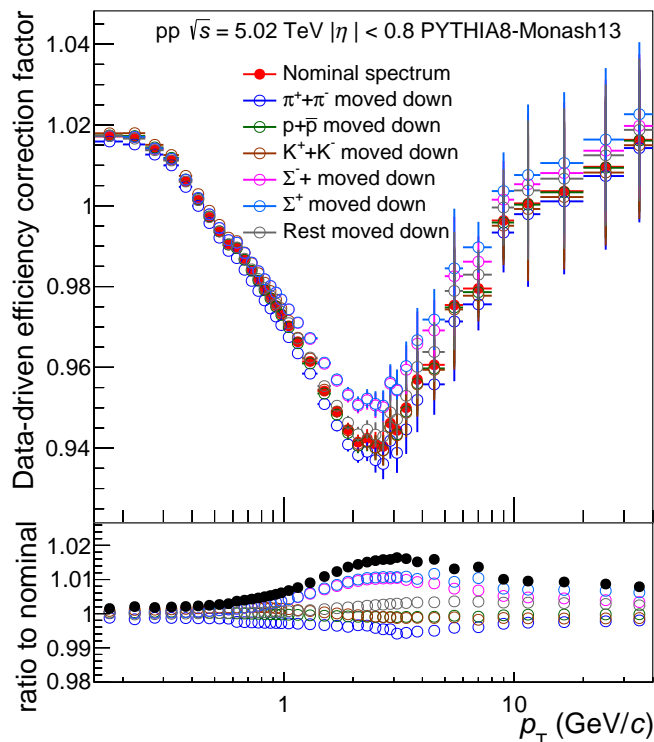 pp √s = 5.02 TeV |η| < 0.8 PYTHIA8-Monash13
Nominal spectrum
π⁺+π⁻ moved down
p+p̅ moved down
K⁺+K⁻ moved down
Σ⁻+ moved down
Σ⁺ moved down
Rest moved down
Data-driven efficiency correction factor
1.04
1.02
1
0.98
0.96
0.94
ratio to nominal
1.02
1.01
1
0.99
0.98
1
10
p_T (GeV/c)